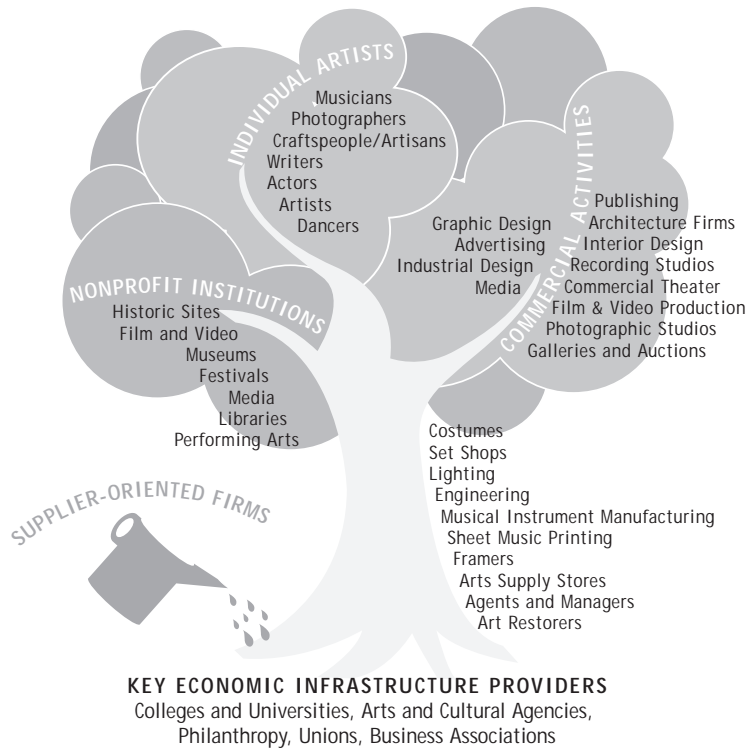 INDIVIDUAL ARTISTS
Musicians
Photographers
Craftspeople/Artisans
Writers
Actors
Artists
Dancers
COMMERCIAL ACTIVITIES
Graphic Design
Advertising
Industrial Design
Media
Publishing
Architecture Firms
Interior Design
Recording Studios
Commercial Theater
Film & Video Production
Photographic Studios
Galleries and Auctions
NONPROFIT INSTITUTIONS
Historic Sites
Film and Video
Museums
Festivals
Media
Libraries
Performing Arts
SUPPLIER-ORIENTED FIRMS
Costumes
Set Shops
Lighting
Engineering
Musical Instrument Manufacturing
Sheet Music Printing
Framers
Arts Supply Stores
Agents and Managers
Art Restorers
KEY ECONOMIC INFRASTRUCTURE PROVIDERS
Colleges and Universities, Arts and Cultural Agencies,
Philanthropy, Unions, Business Associations